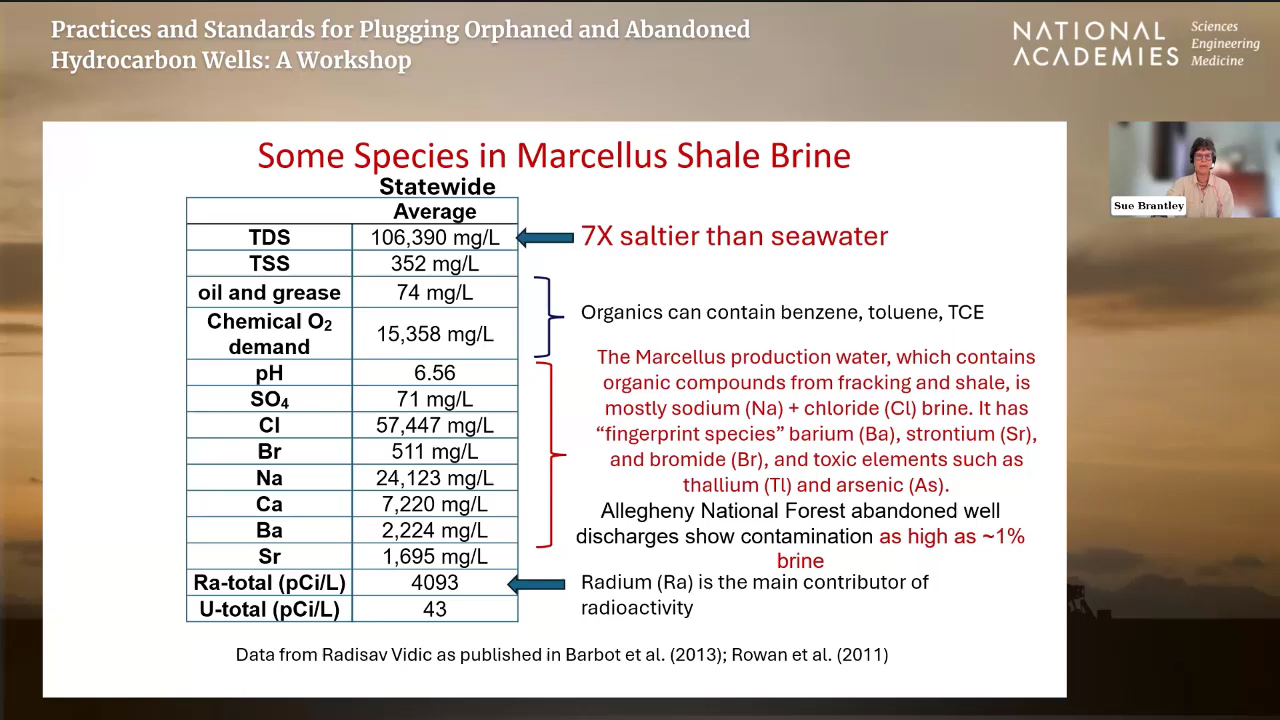 Practices and Standards for Plugging Orphaned and Abandoned
Hydrocarbon Wells: A Workshop
NATIONAL
ACADEMIES
Sciences
Engineering
Medicine
Sue Brantley
Some Species in Marcellus Shale Brine
Statewide
Average
TDS 106,390 mg/L
7X saltier than seawater
TSS 352 mg/L
oil and grease 74 mg/L
Chemical O₂
demand 15,358 mg/L
Organics can contain benzene, toluene, TCE
pH 6.56
SO₄ 71 mg/L
Cl 57,447 mg/L
Br 511 mg/L
Na 24,123 mg/L
Ca 7,220 mg/L
Ba 2,224 mg/L
Sr 1,695 mg/L
Ra-total (pCi/L) 4093
U-total (pCi/L) 43
The Marcellus production water, which contains
organic compounds from fracking and shale, is
mostly sodium (Na) + chloride (Cl) brine. It has
“fingerprint species” barium (Ba), strontium (Sr),
and bromide (Br), and toxic elements such as
thallium (Tl) and arsenic (As).
Allegheny National Forest abandoned well
discharges show contamination as high as ~1%
brine
Radium (Ra) is the main contributor of
radioactivity
Data from Radisav Vidic as published in Barbot et al. (2013); Rowan et al. (2011)